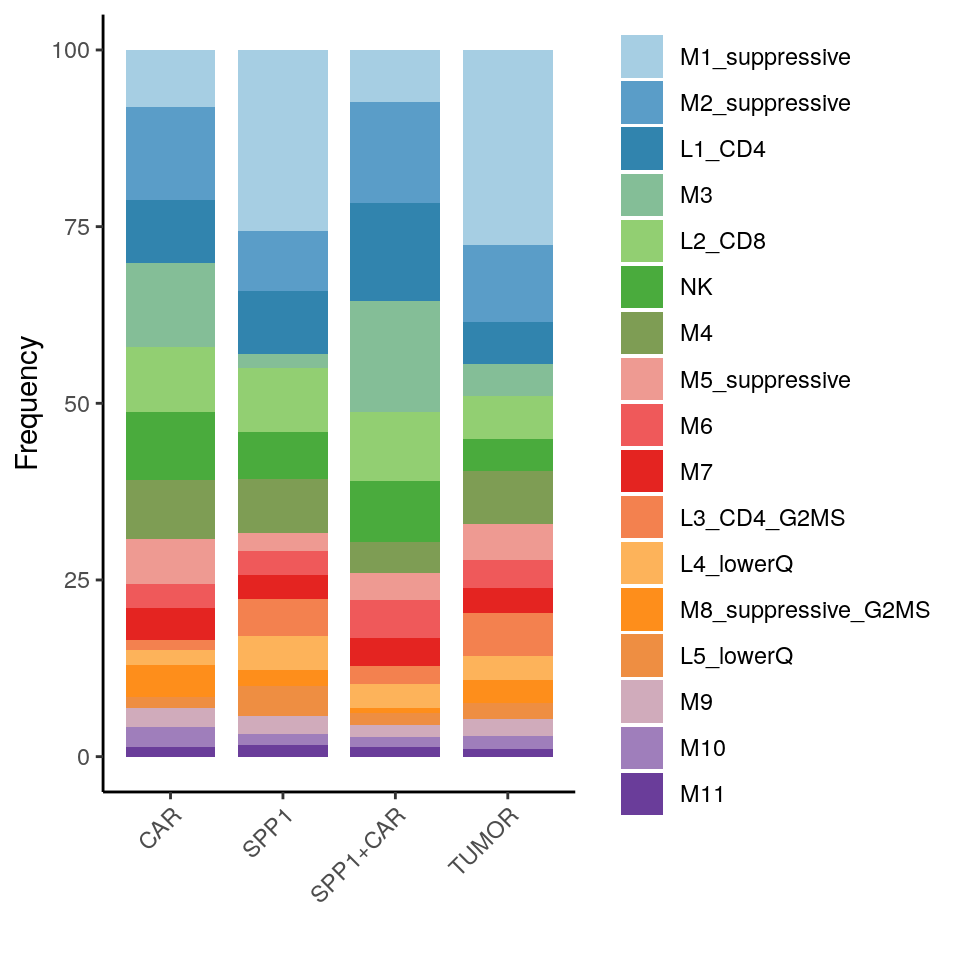 Frequency
100
75
50
25
0
CAR
SPP1
SPP1+CAR
TUMOR
M1_suppressive
M2_suppressive
L1_CD4
M3
L2_CD8
NK
M4
M5_suppressive
M6
M7
L3_CD4_G2MS
L4_lowerQ
M8_suppressive_G2MS
L5_lowerQ
M9
M10
M11